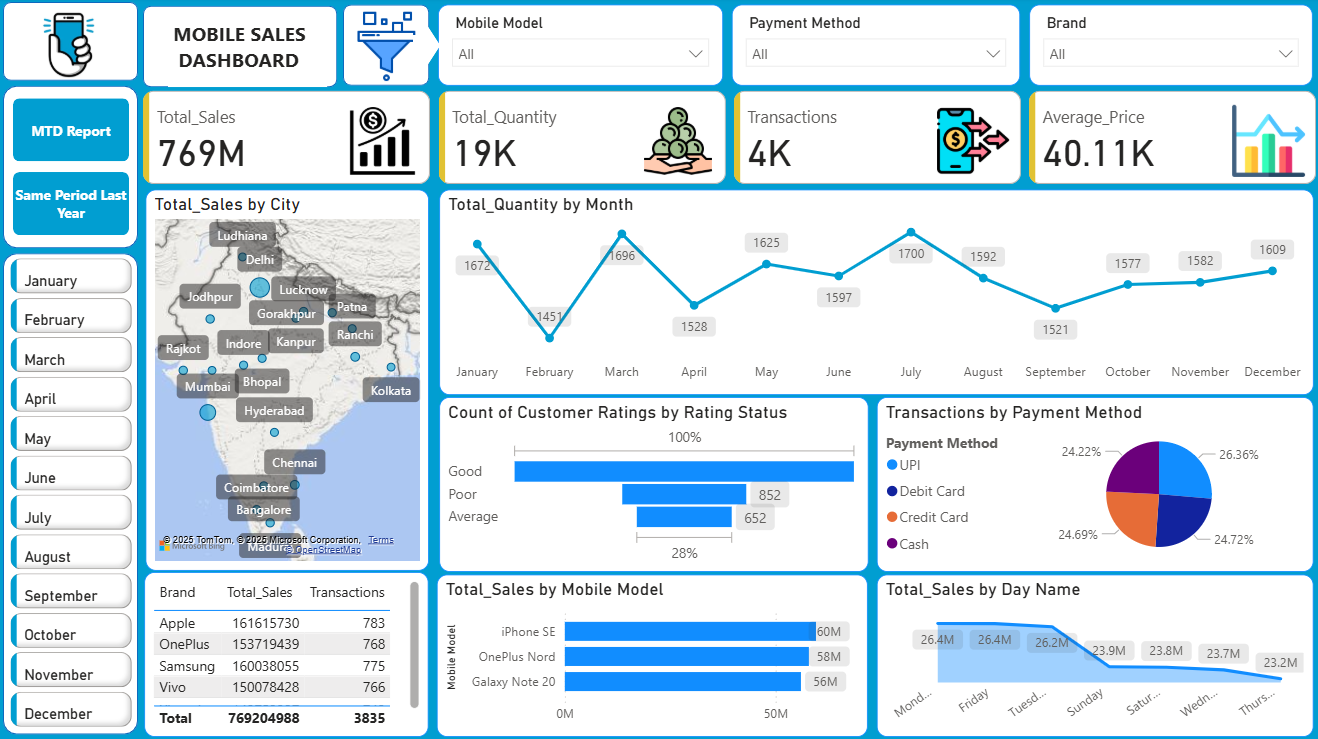 MOBILE SALES
DASHBOARD
Mobile Model
All
Payment Method
All
Brand
All
MTD Report
Same Period Last
Year
Total_Sales
769M
Total_Quantity
19K
Transactions
4K
Average_Price
40.11K
January
February
March
April
May
June
July
August
September
October
November
December
Total_Sales by City
Ludhiana
Delhi
Lucknow
Jodhpur
Patna
Gorakhpur
Ranchi
Kanpur
Indore
Rajkot
Bhopal
Mumbai
Kolkata
Hyderabad
Chennai
Coimbatore
Bangalore
© 2025 TomTom, © 2025 Microsoft Corporation, Terms
© OpenStreetMap
Microsoft Bing
Total_Quantity by Month
1672
1451
1696
1528
1625
1597
1700
1592
1521
1577
1582
1609
January February March April May June July August September October November December
Count of Customer Ratings by Rating Status
100%
Good
Poor 852
Average 652
28%
Transactions by Payment Method
Payment Method
UPI
Debit Card
Credit Card
Cash
24.22%
26.36%
24.69%
24.72%
Brand Total_Sales Transactions
Apple 161615730 783
OnePlus 153719439 768
Samsung 160038055 775
Vivo 150078428 766
Total 769204988 3835
Total_Sales by Mobile Model
Mobile Model
iPhone SE 60M
OnePlus Nord 58M
Galaxy Note 20 56M
0M 50M
Total_Sales by Day Name
26.4M 26.4M 26.2M 23.9M 23.8M 23.7M 23.2M
Mond... Friday Tuesd... Sunday Satur... Wedn... Thurs...